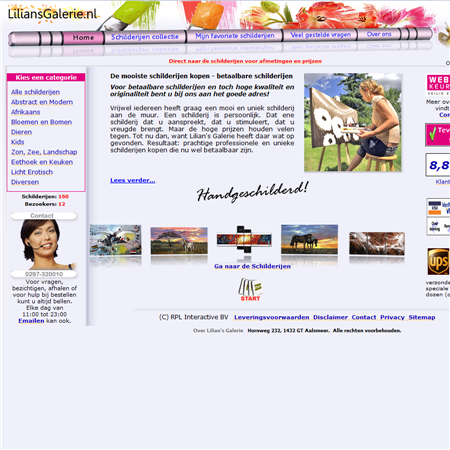 LiliansGalerie.nl
Home
Schilderijen collectie
Mijn favoriete schilderijen
Veel gestelde vragen
Over ons
Direct naar de schilderijen voor afmetingen en prijzen
Kies een categorie
Alle schilderijen
Abstract en Modern
Afrikaans
Bloemen en Bomen
Dieren
Kids
Zon, Zee, Landschap
Eethoek en Keuken
Licht Erotisch
Diversen
Schilderijen: 160
Bezoekers: 12
Contact
0297-320010
Voor vragen,
bezichtigen, afhalen of
voor hulp bij bestellen
kunt u altijd bellen.
Elke dag van
11:00 tot 23:00
Emailen kan ook.
De mooiste schilderijen kopen - betaalbare schilderijen
Voor betaalbare schilderijen en toch hoge kwaliteit en
originaliteit bent u bij ons aan het goede adres!
Vrijwel iedereen heeft graag een mooi en uniek schilderij
aan de muur. Een schilderij is persoonlijk. Dat ene
schilderij dat u aanspreekt, dat u stimuleert, dat u
vreugde brengt. Maar de hoge prijzen houden velen
tegen. Tot nu dan, want Lilian's Galerie heeft daar wat op
gevonden. Resultaat: prachtige professionele en unieke
schilderijen kopen die nu wel betaalbaar zijn.
Lees verder...
Handgeschilderd!
Ga naar de Schilderijen
START
WEB
KEUR
Meer ov
vindt
Con
Tev
8,8
Klant
ups
verzonde
speciale
dozen (
(C) RPL Interactive BV Leveringsvoorwaarden Disclaimer Contact Privacy Sitemap
Over Lilian's Galerie Hornweg 232, 1432 GT Aalsmeer. Alle rechten voorbehouden.